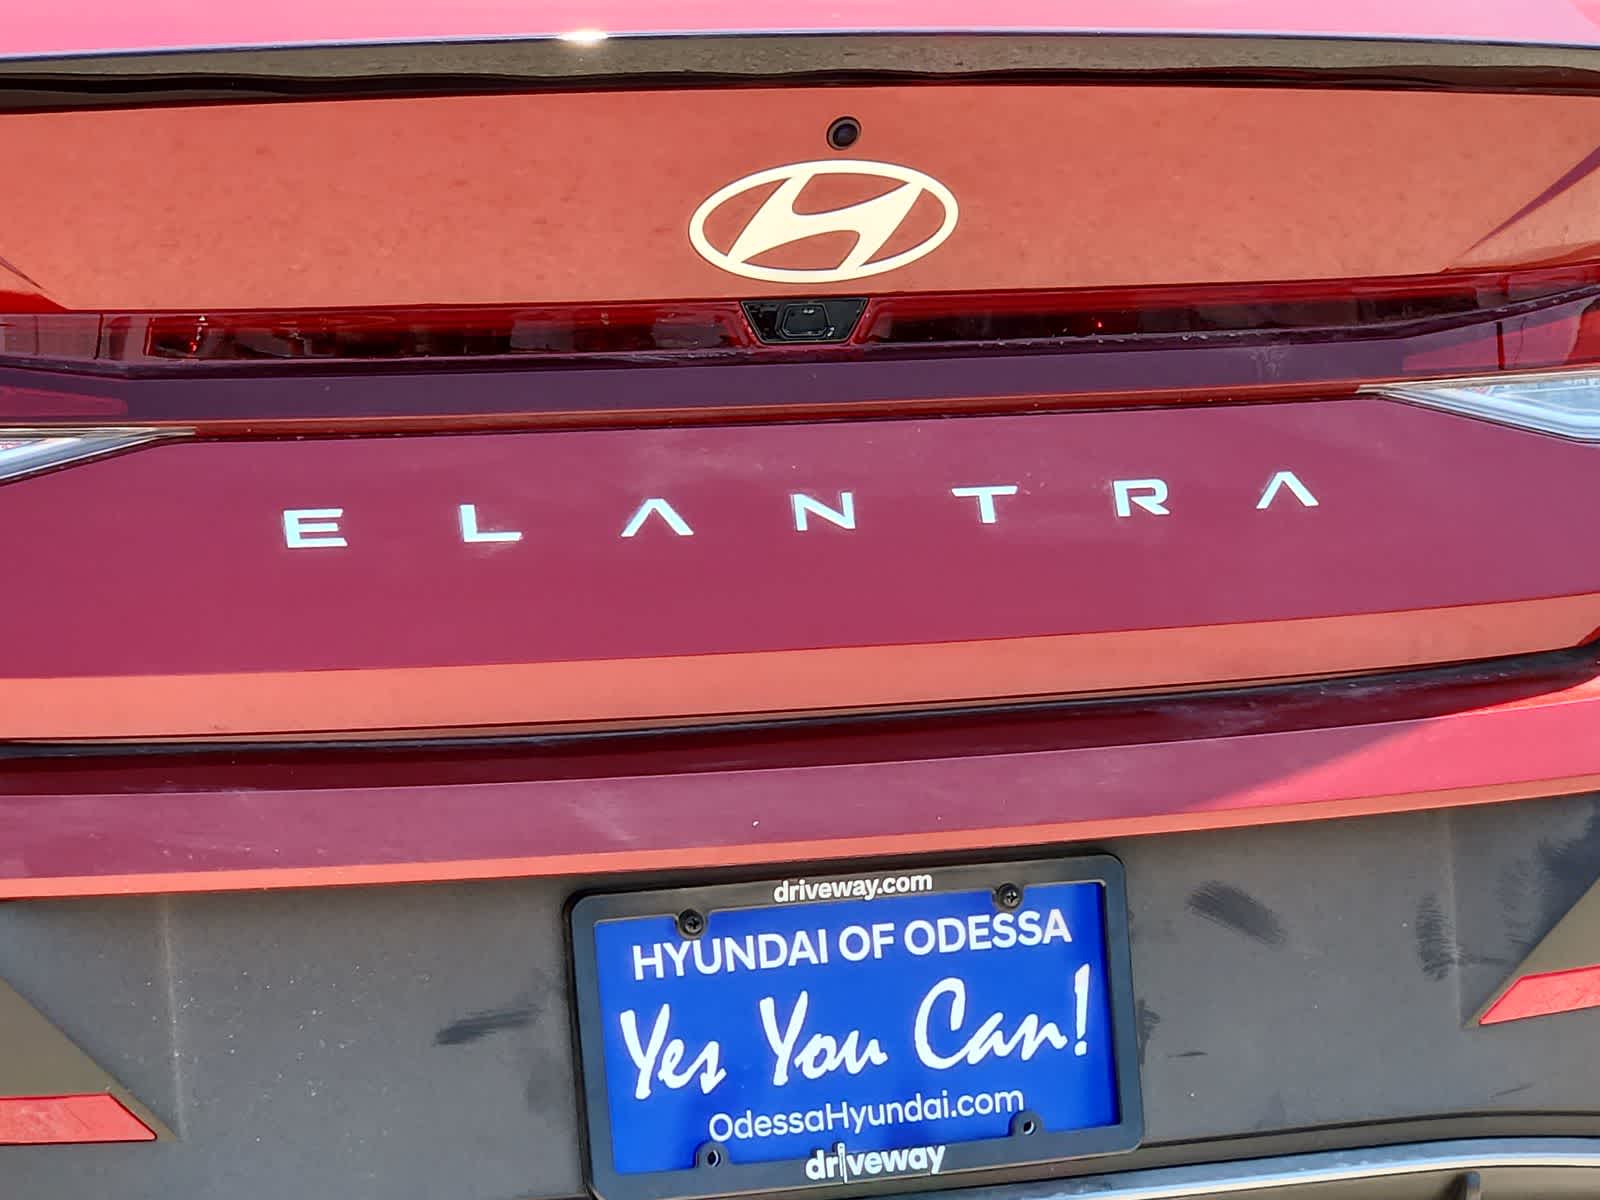 ELANTRA
driveway.com
HYUNDAI OF ODESSA
Yes You Can!
OdessaHyundai.com
driveway